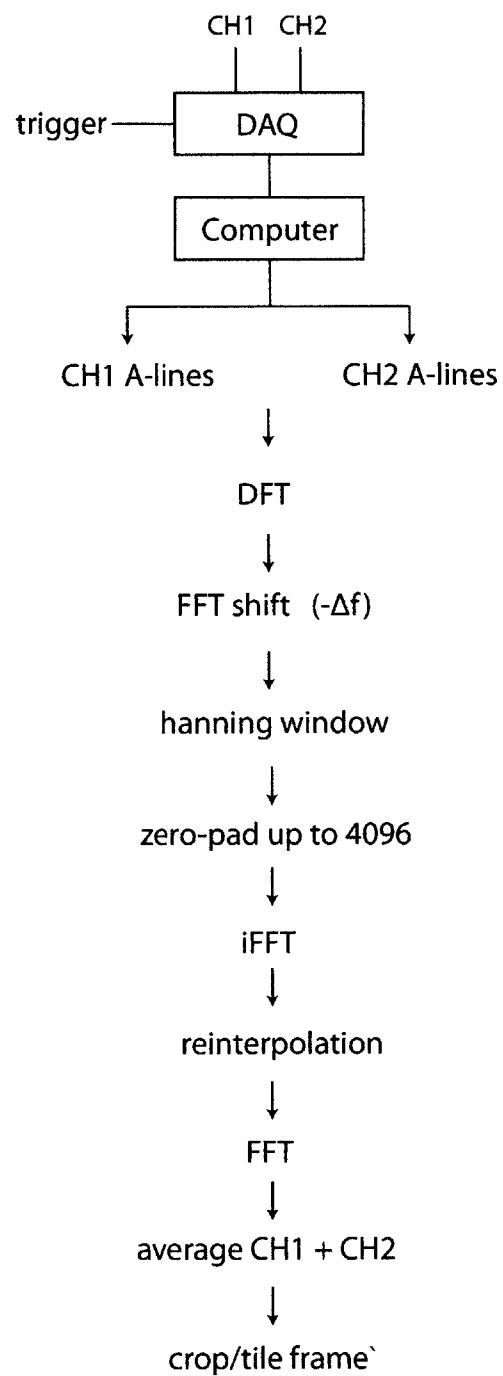 CH1 CH2
trigger
DAQ
Computer
CH1 A-lines
CH2 A-lines
DFT
FFT shift (-Δf)
hanning window
zero-pad up to 4096
iFFT
reinterpolation
FFT
average CH1 + CH2
crop/tile frame`